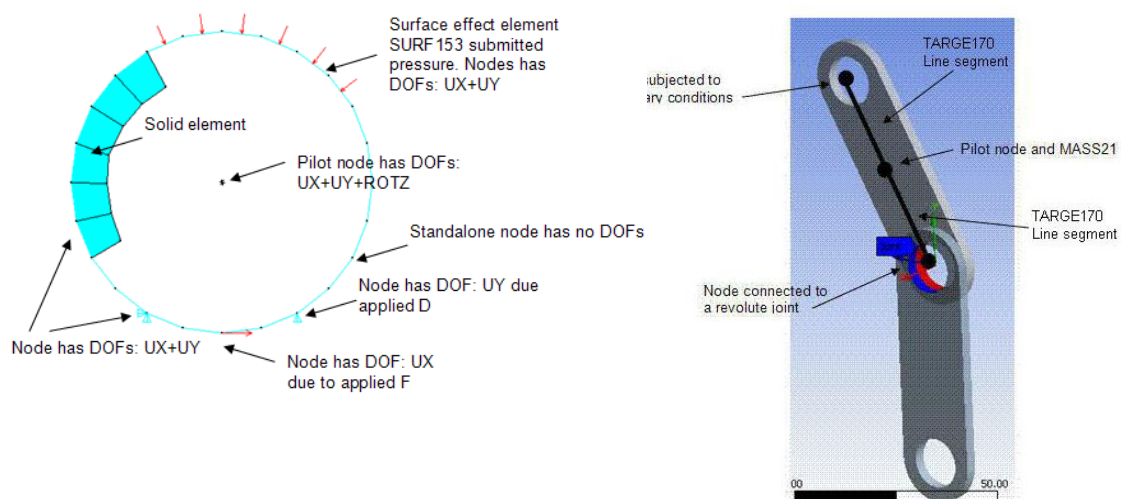 Surface effect element
SURF153 submitted
pressure. Nodes has
DOFs: UX+UY
Solid element
Pilot node has DOFs:
UX+UY+ROTZ
Standalone node has no DOFs
Node has DOF: UY due
applied D
Node has DOFs: UX+UY
Node has DOF: UX
due to applied F
TARGE170
Line segment
subjected to
ary conditions
Pilot node and MASS21
TARGE170
Line segment
Node connected to
a revolute joint
00
50.00